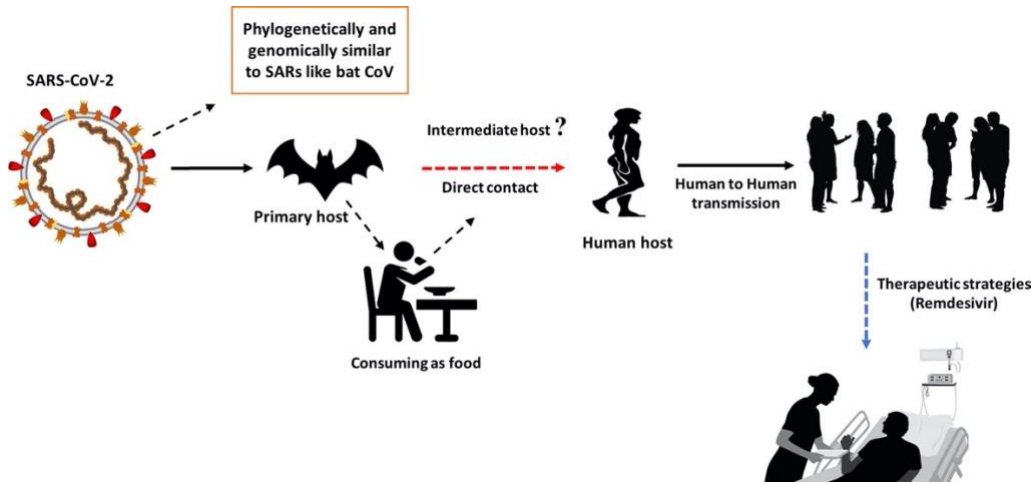 Phylogenetically and
genomically similar
to SARs like bat CoV
SARS-CoV-2
Intermediate host ?
Direct contact
Primary host
Human host
Human to Human
transmission
Consuming as food
Therapeutic strategies
(Remdesivir)